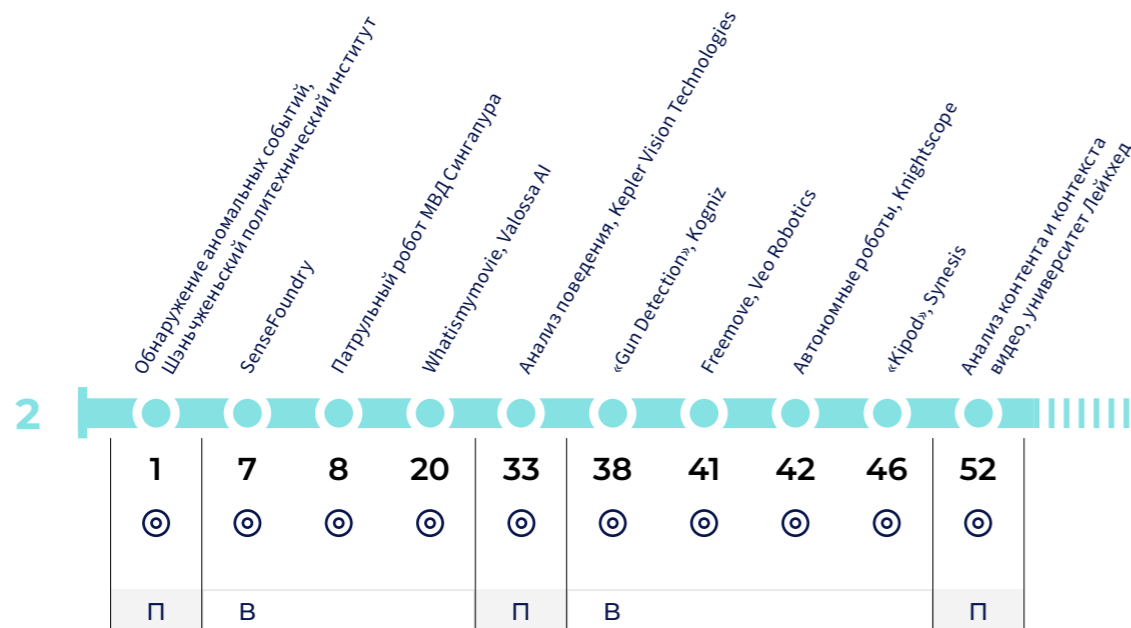 Обнаружение аномальных событий,
Шэньчженьский политехнический институт
SenseFoundry
Патрульный робот МВД Сингапура
Whatismymovie, Valossa AI
Анализ поведения, Kepler Vision Technologies
«Gun Detection», Kogniz
Freemove, Veo Robotics
Автономные роботы, Knightscope
«Kipod», Synesis
Анализ контента и контекста
видео, университет Лейкхед
2
1 7 8 20 33 38 41 42 46 52
П В П В П